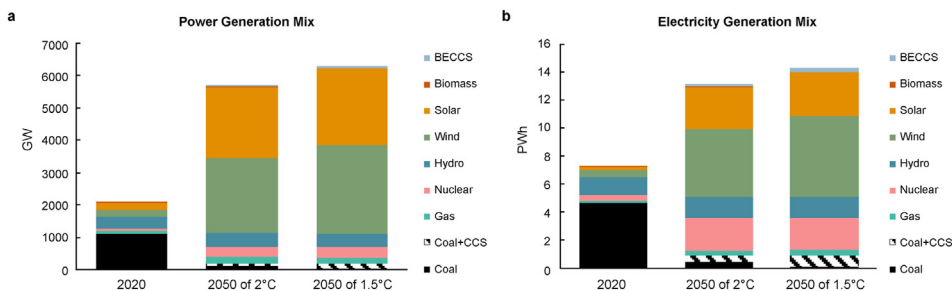 a
Power Generation Mix
7000
6000
5000
4000
3000
2000
1000
0
GW
2020
2050 of 2°C
2050 of 1.5°C
BECCS
Biomass
Solar
Wind
Hydro
Nuclear
Gas
Coal+CCS
Coal
b
Electricity Generation Mix
16
14
12
10
8
6
4
2
0
PWh
2020
2050 of 2°C
2050 of 1.5°C
BECCS
Biomass
Solar
Wind
Hydro
Nuclear
Gas
Coal+CCS
Coal